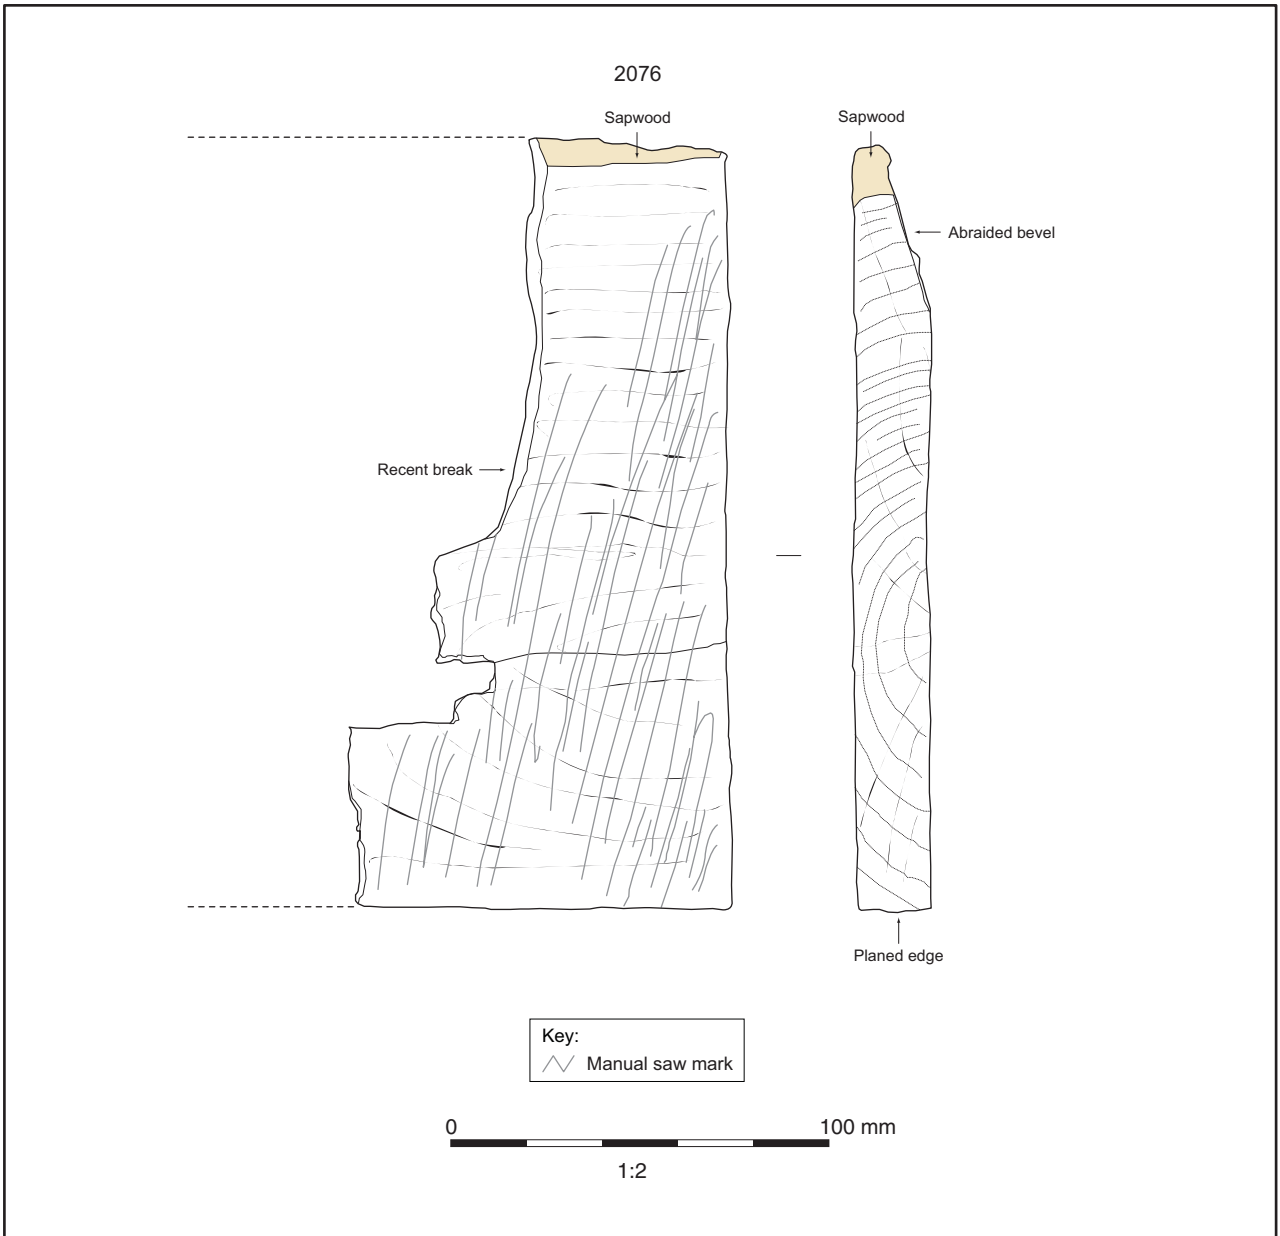 2076
Sapwood
Sapwood
Abraided bevel
Recent break
Planed edge
Key:
Manual saw mark
0 100 mm
1:2